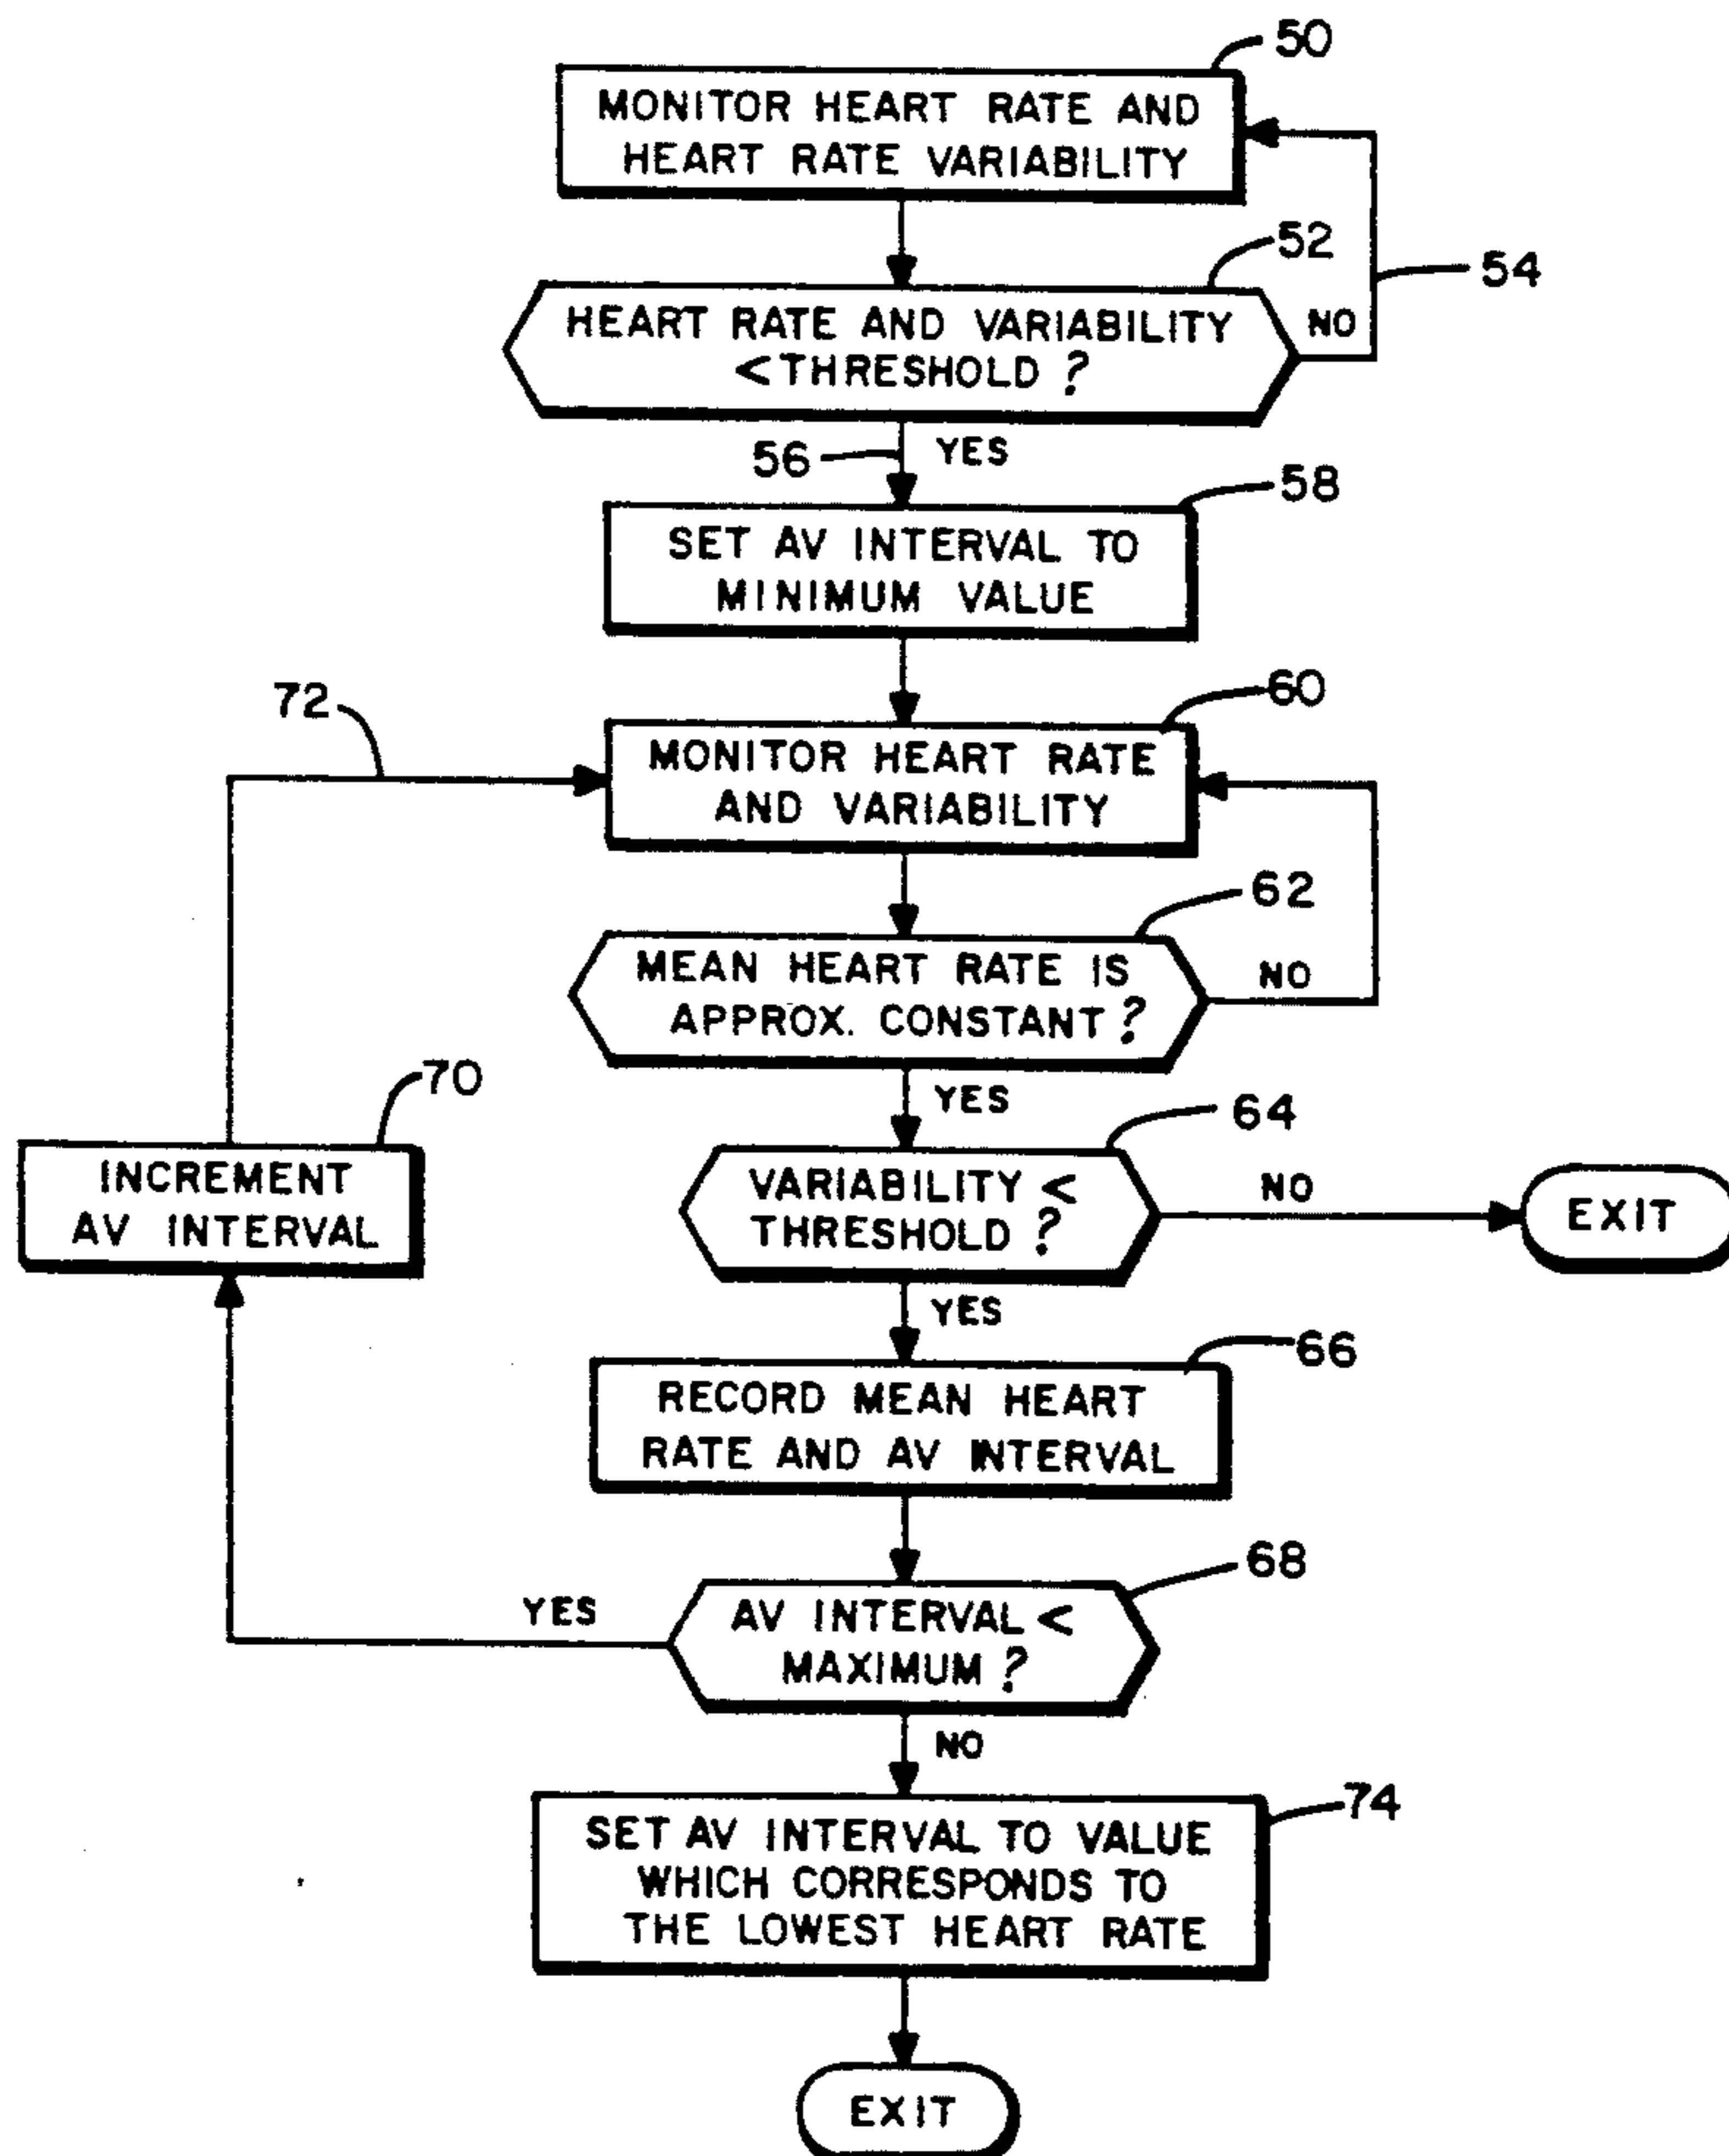 50
MONITOR HEART RATE AND
HEART RATE VARIABILITY
52
54
HEART RATE AND VARIABILITY
<THRESHOLD ?
NO
56
YES
58
SET AV INTERVAL TO
MINIMUM VALUE
72
60
MONITOR HEART RATE
AND VARIABILITY
62
MEAN HEART RATE IS
APPROX. CONSTANT ?
NO
70
YES
64
INCREMENT
AV INTERVAL
VARIABILITY <
THRESHOLD ?
NO
EXIT
YES
66
RECORD MEAN HEART
RATE AND AV INTERVAL
68
YES
AV INTERVAL <
MAXIMUM ?
NO
74
SET AV INTERVAL TO VALUE
WHICH CORRESPONDS TO
THE LOWEST HEART RATE
EXIT